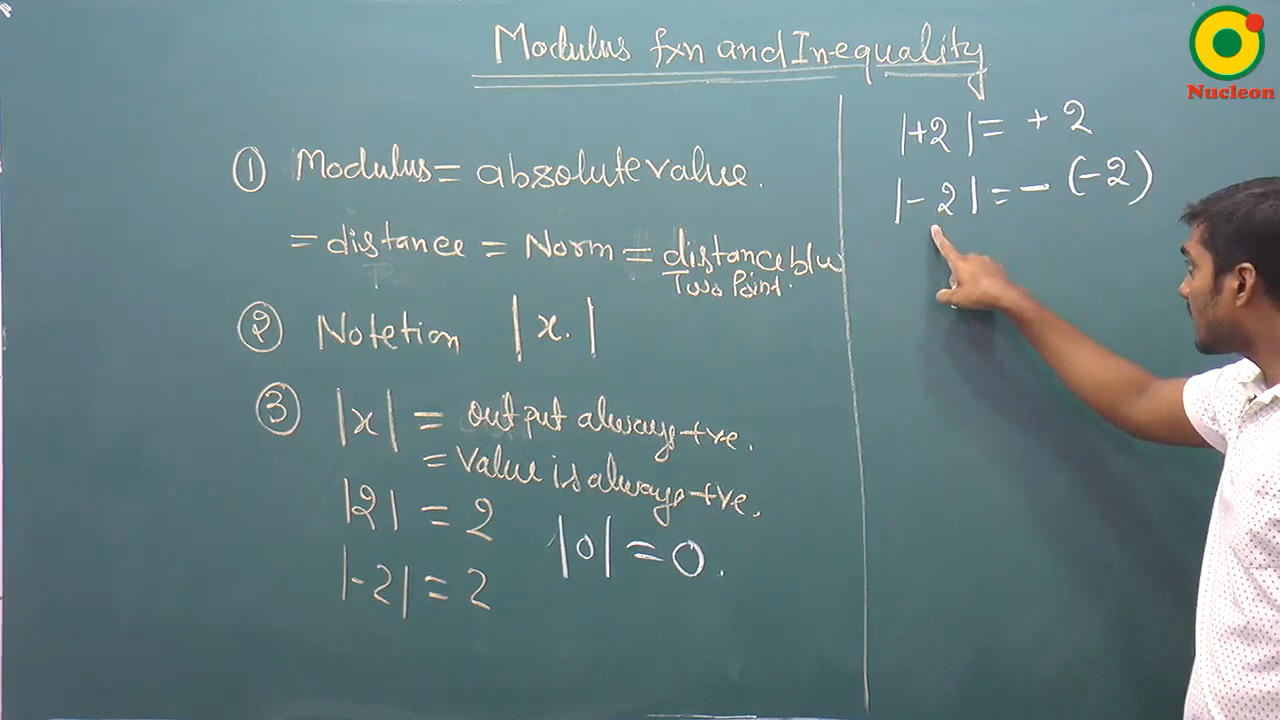 Modulus fxn and Inequality
Nucleon
① Modulus = absolute value.
= distance = Norm = distance b/w
Two Point.
② Notetion |x.|
③ |x| = output always +ve.
= Value is always +ve.
|2| = 2
|0| = 0.
|-2| = 2
|+2| = + 2
|-2| = - (-2)